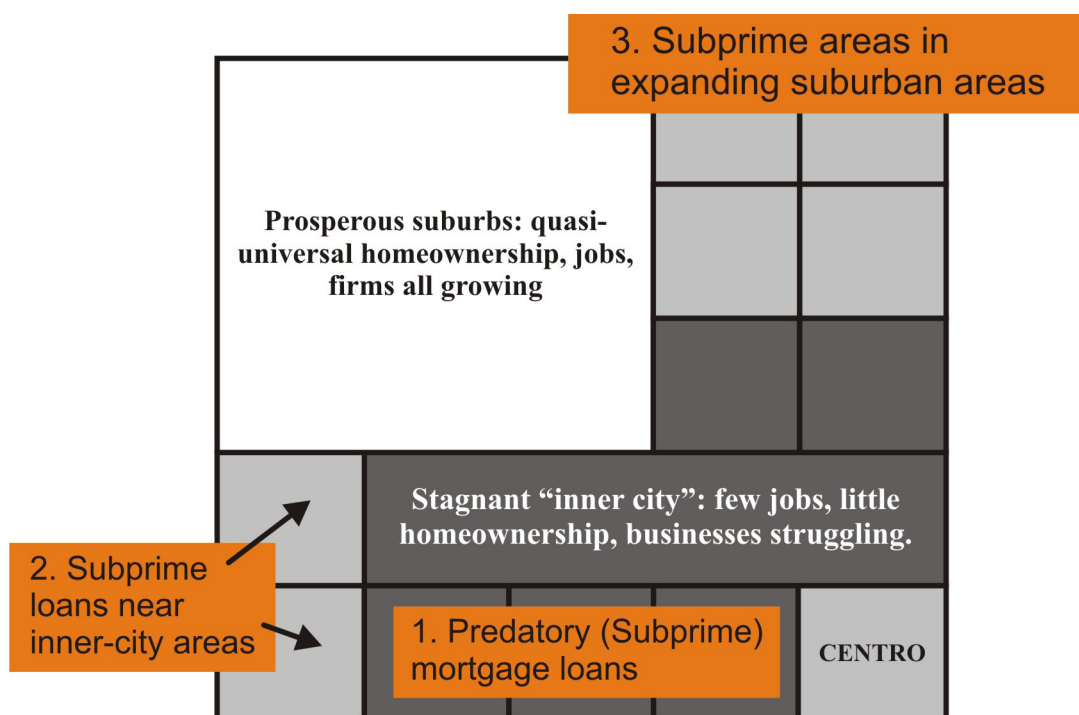 3. Subprime areas in
expanding suburban areas
Prosperous suburbs: quasi-
universal homeownership, jobs,
firms all growing
Stagnant “inner city”: few jobs, little
homeownership, businesses struggling.
2. Subprime
loans near
inner-city areas
1. Predatory (Subprime)
mortgage loans
CENTRO